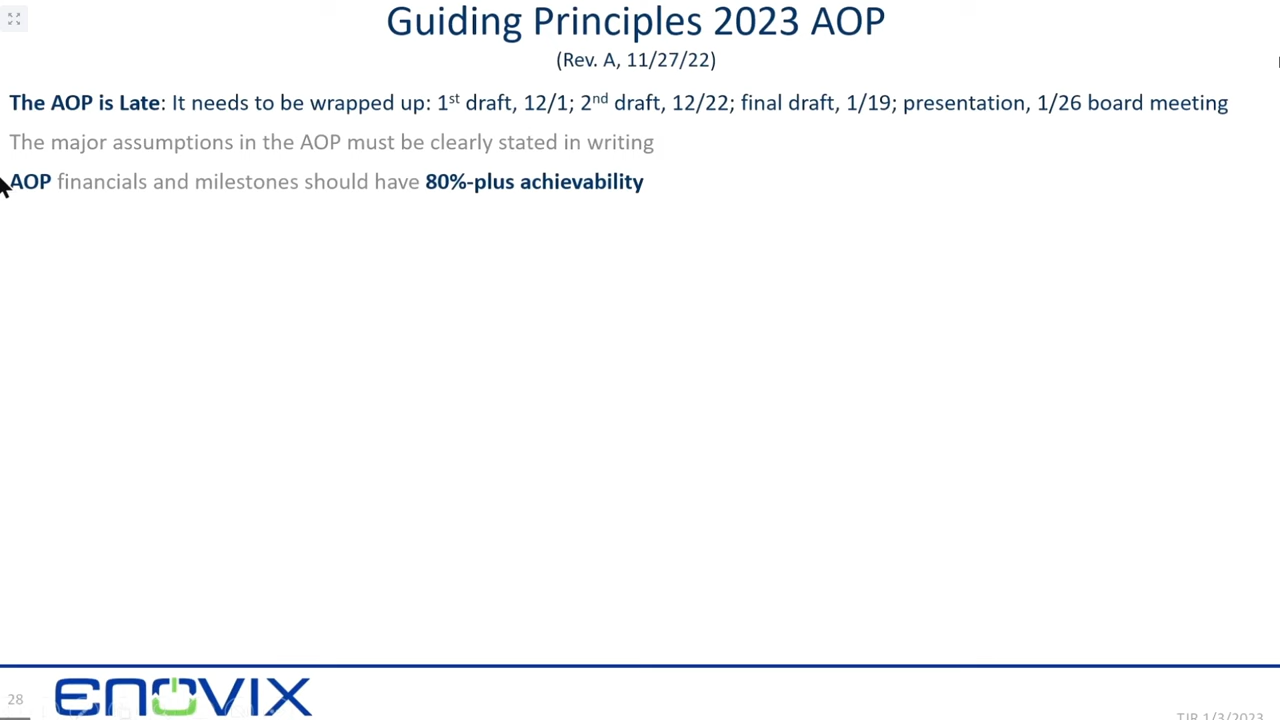 Guiding Principles 2023 AOP
(Rev. A, 11/27/22)
The AOP is Late: It needs to be wrapped up: 1st draft, 12/1; 2nd draft, 12/22; final draft, 1/19; presentation, 1/26 board meeting
The major assumptions in the AOP must be clearly stated in writing
AOP financials and milestones should have 80%-plus achievability
28
ENOVIX
TJR 1/3/2023